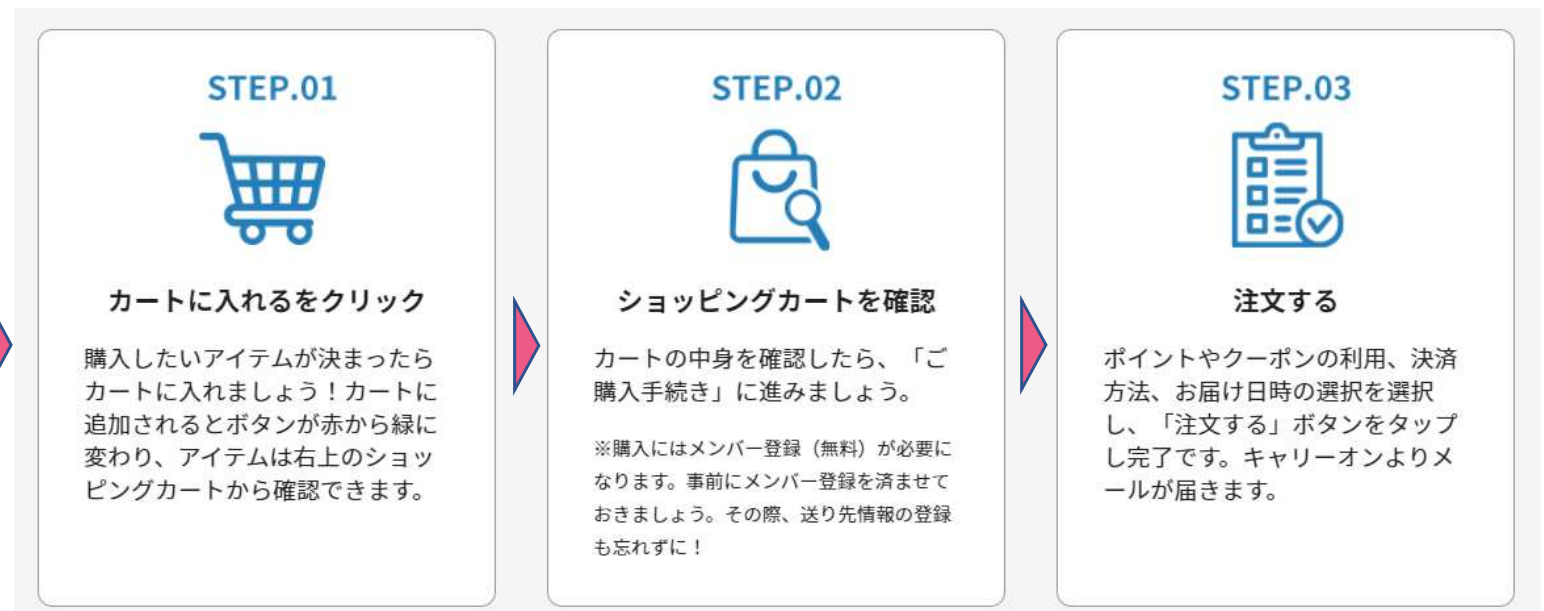 STEP.01
カートに入れるをクリック
購入したいアイテムが決まったら
カートに入れましょう！カートに
追加されるとボタンが赤から緑に
変わり、アイテムは右上のショッ
ピングカートから確認できます。
STEP.02
ショッピングカートを確認
カートの中身を確認したら、「ご
購入手続き」に進みましょう。
※購入にはメンバー登録（無料）が必要に
なります。事前にメンバー登録を済ませて
おきましょう。その際、送り先情報の登録
も忘れずに！
STEP.03
注文する
ポイントやクーポンの利用、決済
方法、お届け日時の選択を選択
し、「注文する」ボタンをタップ
し完了です。キャリーオンよりメ
ールが届きます。